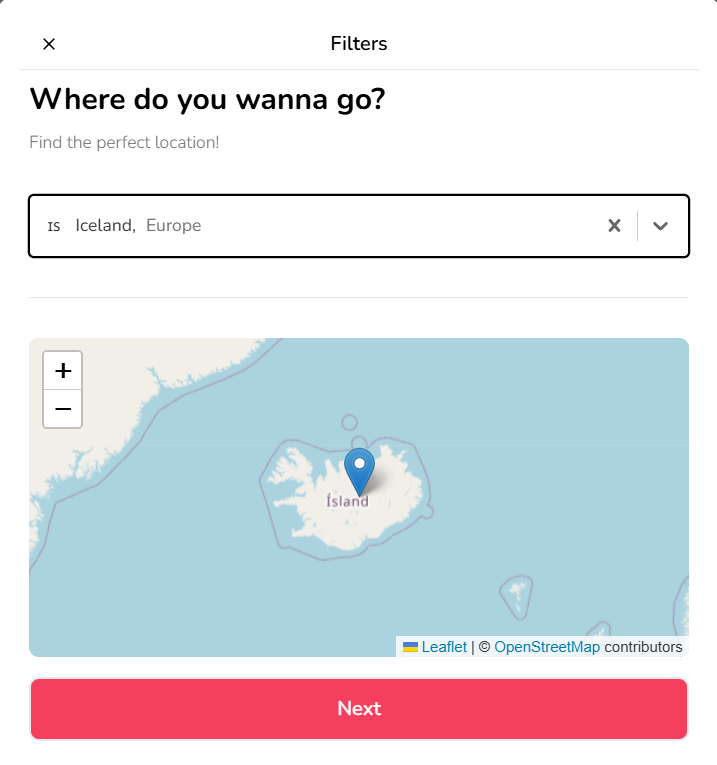 Filters
Where do you wanna go?
Find the perfect location!
IS Iceland, Europe
+
−
Ísland
Leaflet | © OpenStreetMap contributors
Next